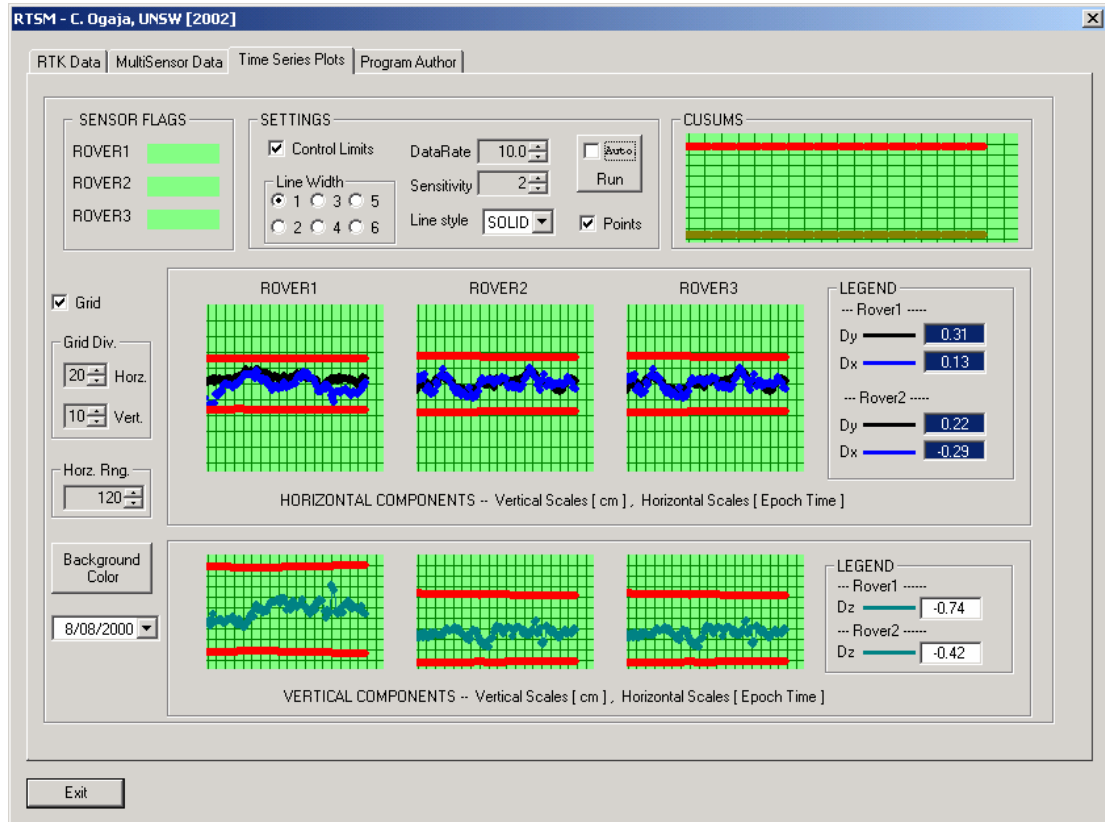 RTSM - C. Ogaja, UNSW [2002]
RTK Data
MultiSensor Data
Time Series Plots
Program Author
SENSOR FLAGS
ROVER1
ROVER2
ROVER3
SETTINGS
Control Limits
Line Width
1 3 5
2 4 6
DataRate 10.0
Sensitivity 2
Line style SOLID
Auto
Run
Points
CUSUMS
Grid
Grid Div.
20 Horz.
10 Vert.
Horz. Rng.
120
Background
Color
8/08/2000
ROVER1
ROVER2
ROVER3
LEGEND
--- Rover1 -----
Dy 0.31
Dx 0.13
--- Rover2 -----
Dy 0.22
Dx -0.29
HORIZONTAL COMPONENTS -- Vertical Scales [ cm ] , Horizontal Scales [ Epoch Time ]
LEGEND
--- Rover1 ------
Dz -0.74
--- Rover2 ------
Dz -0.42
VERTICAL COMPONENTS -- Vertical Scales [ cm ] , Horizontal Scales [ Epoch Time ]
Exit